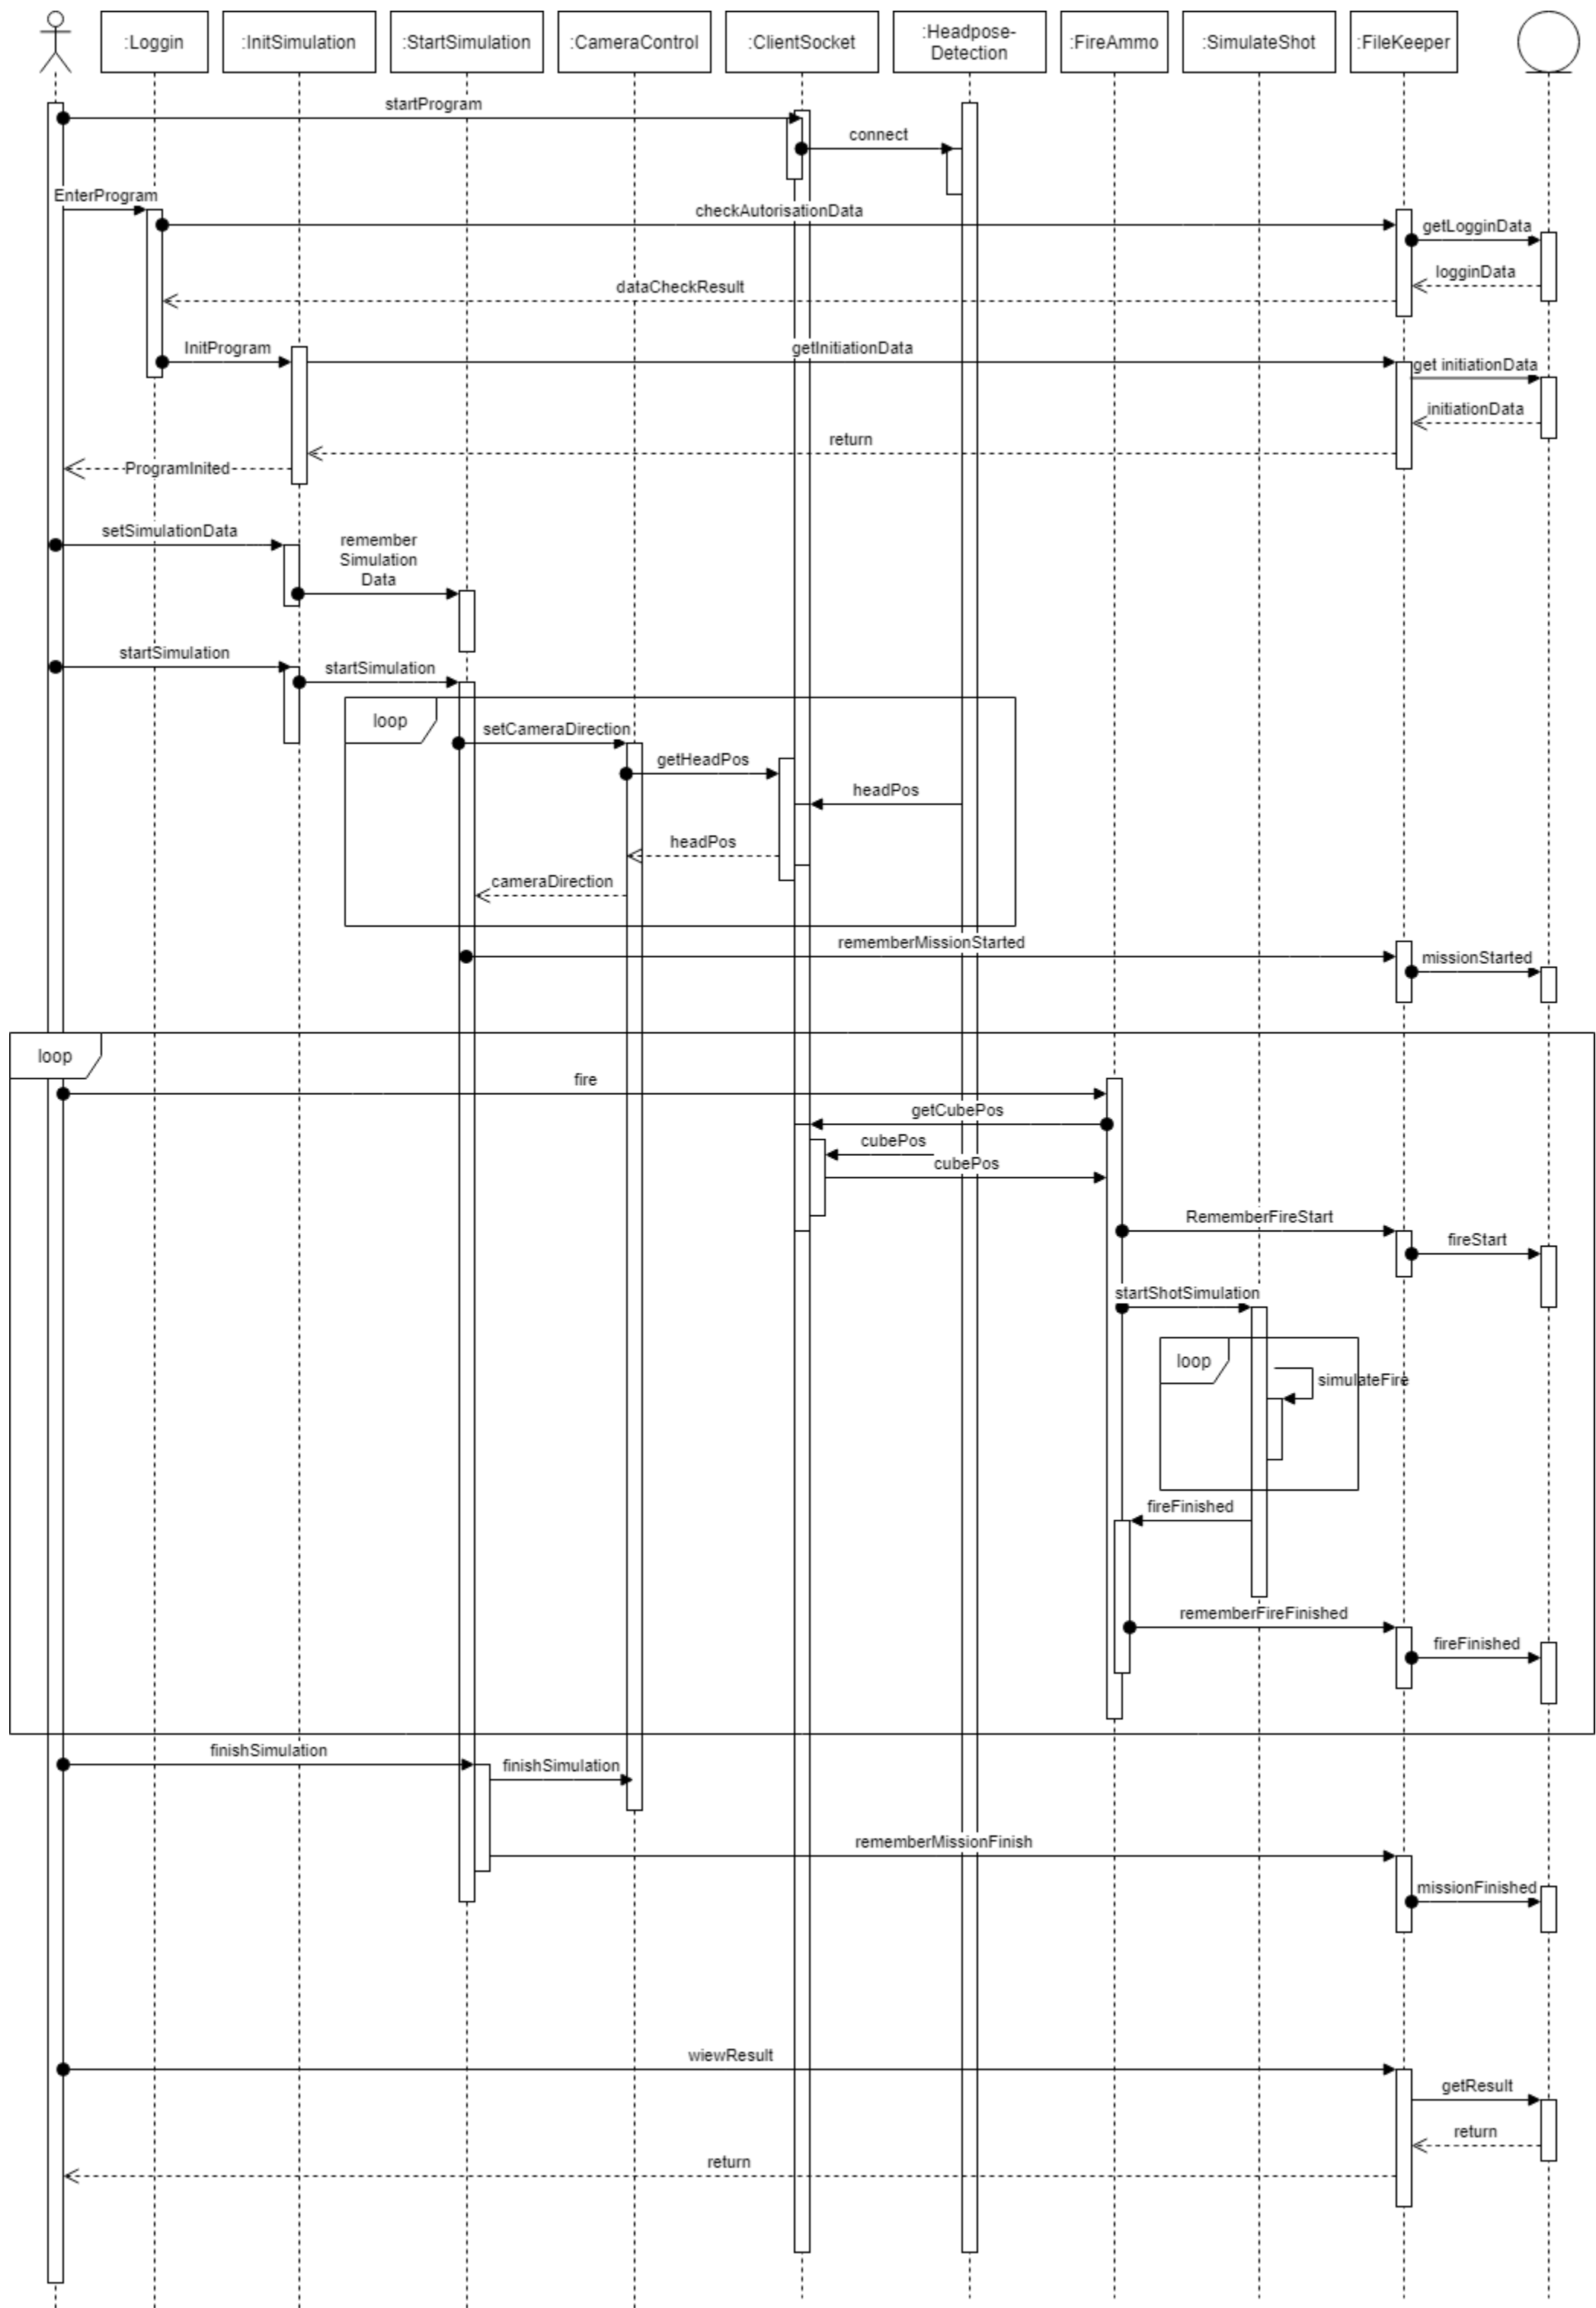 :Loggin
:InitSimulation
:StartSimulation
:CameraControl
:ClientSocket
:Headpose-
Detection
:FireAmmo
:SimulateShot
:FileKeeper
startProgram
connect
EnterProgram
checkAutorisationData
getLogginData
logginData
dataCheckResult
InitProgram
getInitiationData
get initiationData
initiationData
return
ProgramInited
setSimulationData
remember
Simulation
Data
startSimulation
startSimulation
loop
setCameraDirection
getHeadPos
headPos
headPos
cameraDirection
rememberMissionStarted
missionStarted
loop
fire
getCubePos
cubePos
cubePos
RememberFireStart
fireStart
startShotSimulation
loop
simulateFire
fireFinished
rememberFireFinished
fireFinished
finishSimulation
finishSimulation
rememberMissionFinish
missionFinished
wiewResult
getResult
return
return